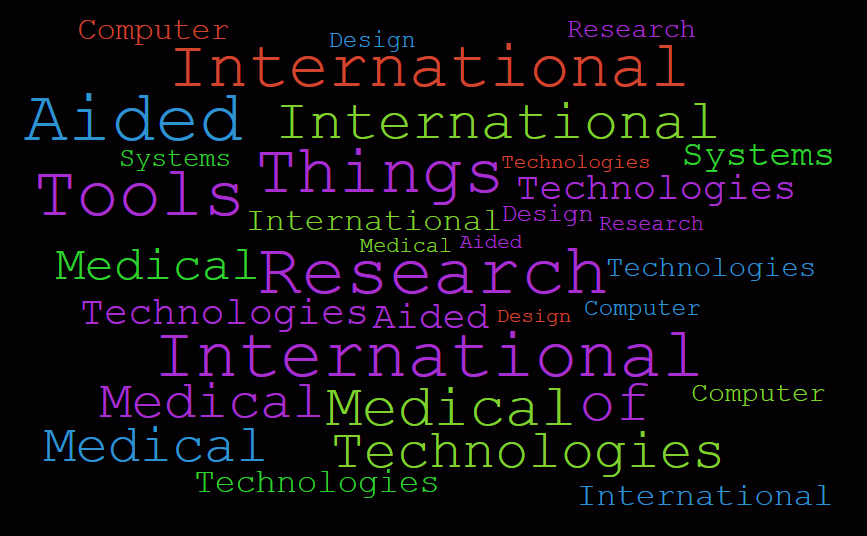 Computer Design Research
International
Aided International
Systems Things Technologies Systems
Tools Technologies
International Design Research
Medical Aided
Medical Research Technologies
Technologies Aided Design Computer
International
Medical Medical of Computer
Medical Technologies
Technologies International